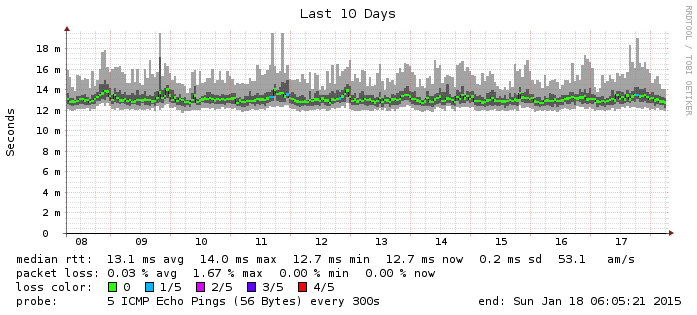 Last 10 Days
RRDTOOL / TOBI OETIKER
Seconds
18 m
16 m
14 m
12 m
10 m
8 m
6 m
4 m
2 m
0
08 09 10 11 12 13 14 15 16 17
median rtt: 13.1 ms avg 14.0 ms max 12.7 ms min 12.7 ms now 0.2 ms sd 53.1 am/s
packet loss: 0.03 % avg 1.67 % max 0.00 % min 0.00 % now
loss color: 0 1/5 2/5 3/5 4/5
probe: 5 ICMP Echo Pings (56 Bytes) every 300s end: Sun Jan 18 06:05:21 2015